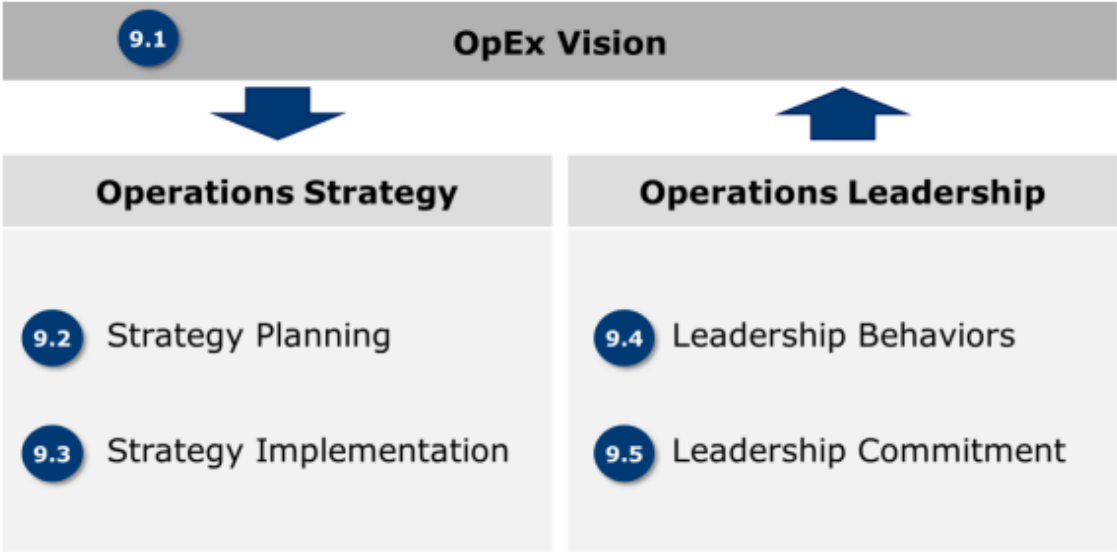 9.1 OpEx Vision
Operations Strategy
9.2 Strategy Planning
9.3 Strategy Implementation
Operations Leadership
9.4 Leadership Behaviors
9.5 Leadership Commitment